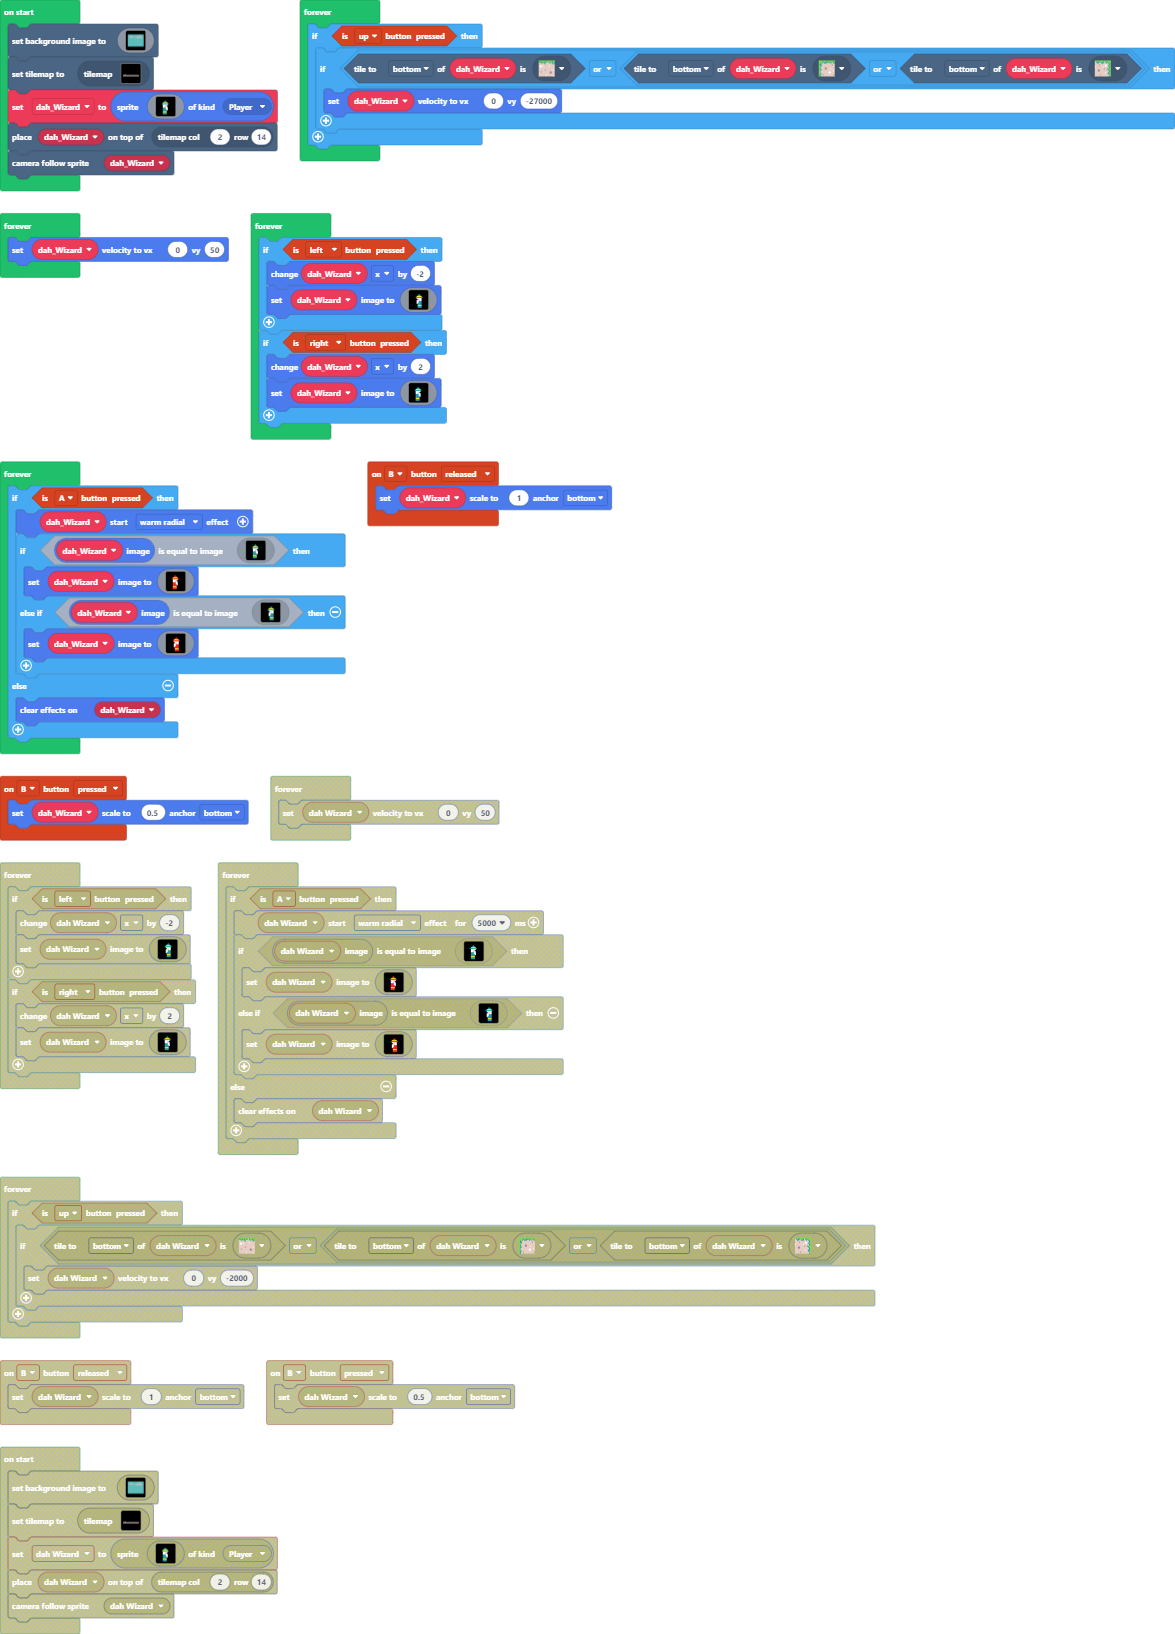 on start
set background image to
set tilemap to tilemap
set dah_Wizard to sprite of kind Player
place dah_Wizard on top of tilemap col 2 row 14
camera follow sprite dah_Wizard
forever
if is up button pressed then
if tile to bottom of dah_Wizard is or tile to bottom of dah_Wizard is or tile to bottom of dah_Wizard is then
set dah_Wizard velocity to vx 0 vy -27000
forever
set dah_Wizard velocity to vx 0 vy 50
forever
if is left button pressed then
change dah_Wizard x by -2
set dah_Wizard image to
if is right button pressed then
change dah_Wizard x by 2
set dah_Wizard image to
forever
if is A button pressed then
dah_Wizard start warm radial effect
if dah_Wizard image is equal to image then
set dah_Wizard image to
else if dah_Wizard image is equal to image then
set dah_Wizard image to
else
clear effects on dah_Wizard
on B button released
set dah_Wizard scale to 1 anchor bottom
on B button pressed
set dah_Wizard scale to 0.5 anchor bottom
forever
set dah Wizard velocity to vx 0 vy 50
forever
if is left button pressed then
change dah Wizard x by -2
set dah Wizard image to
if is right button pressed then
change dah Wizard x by 2
set dah Wizard image to
forever
if is A button pressed then
dah Wizard start warm radial effect for 5000 ms
if dah Wizard image is equal to image then
set dah Wizard image to
else if dah Wizard image is equal to image then
set dah Wizard image to
else
clear effects on dah Wizard
forever
if is up button pressed then
if tile to bottom of dah Wizard is or tile to bottom of dah Wizard is or tile to bottom of dah Wizard is then
set dah Wizard velocity to vx 0 vy -2000
on B button released
set dah Wizard scale to 1 anchor bottom
on B button pressed
set dah Wizard scale to 0.5 anchor bottom
on start
set background image to
set tilemap to tilemap
set dah Wizard to sprite of kind Player
place dah Wizard on top of tilemap col 2 row 14
camera follow sprite dah Wizard